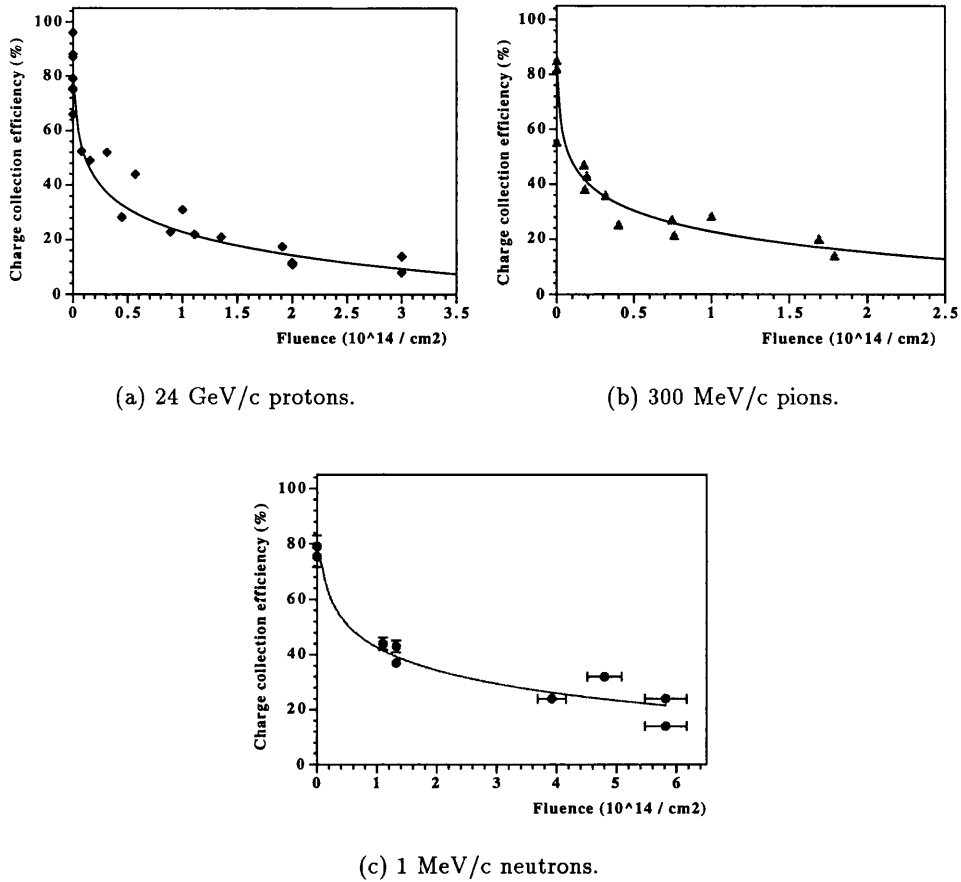 100
80
60
40
20
0
Charge collection efficiency (%)
0 0.5 1 1.5 2 2.5 3 3.5
Fluence (10^14 / cm2)
(a) 24 GeV/c protons.
100
80
60
40
20
0
Charge collection efficiency (%)
0 0.5 1 1.5 2 2.5
Fluence (10^14 / cm2)
(b) 300 MeV/c pions.
100
80
60
40
20
0
Charge collection efficiency (%)
0 1 2 3 4 5 6
Fluence (10^14 / cm2)
(c) 1 MeV/c neutrons.